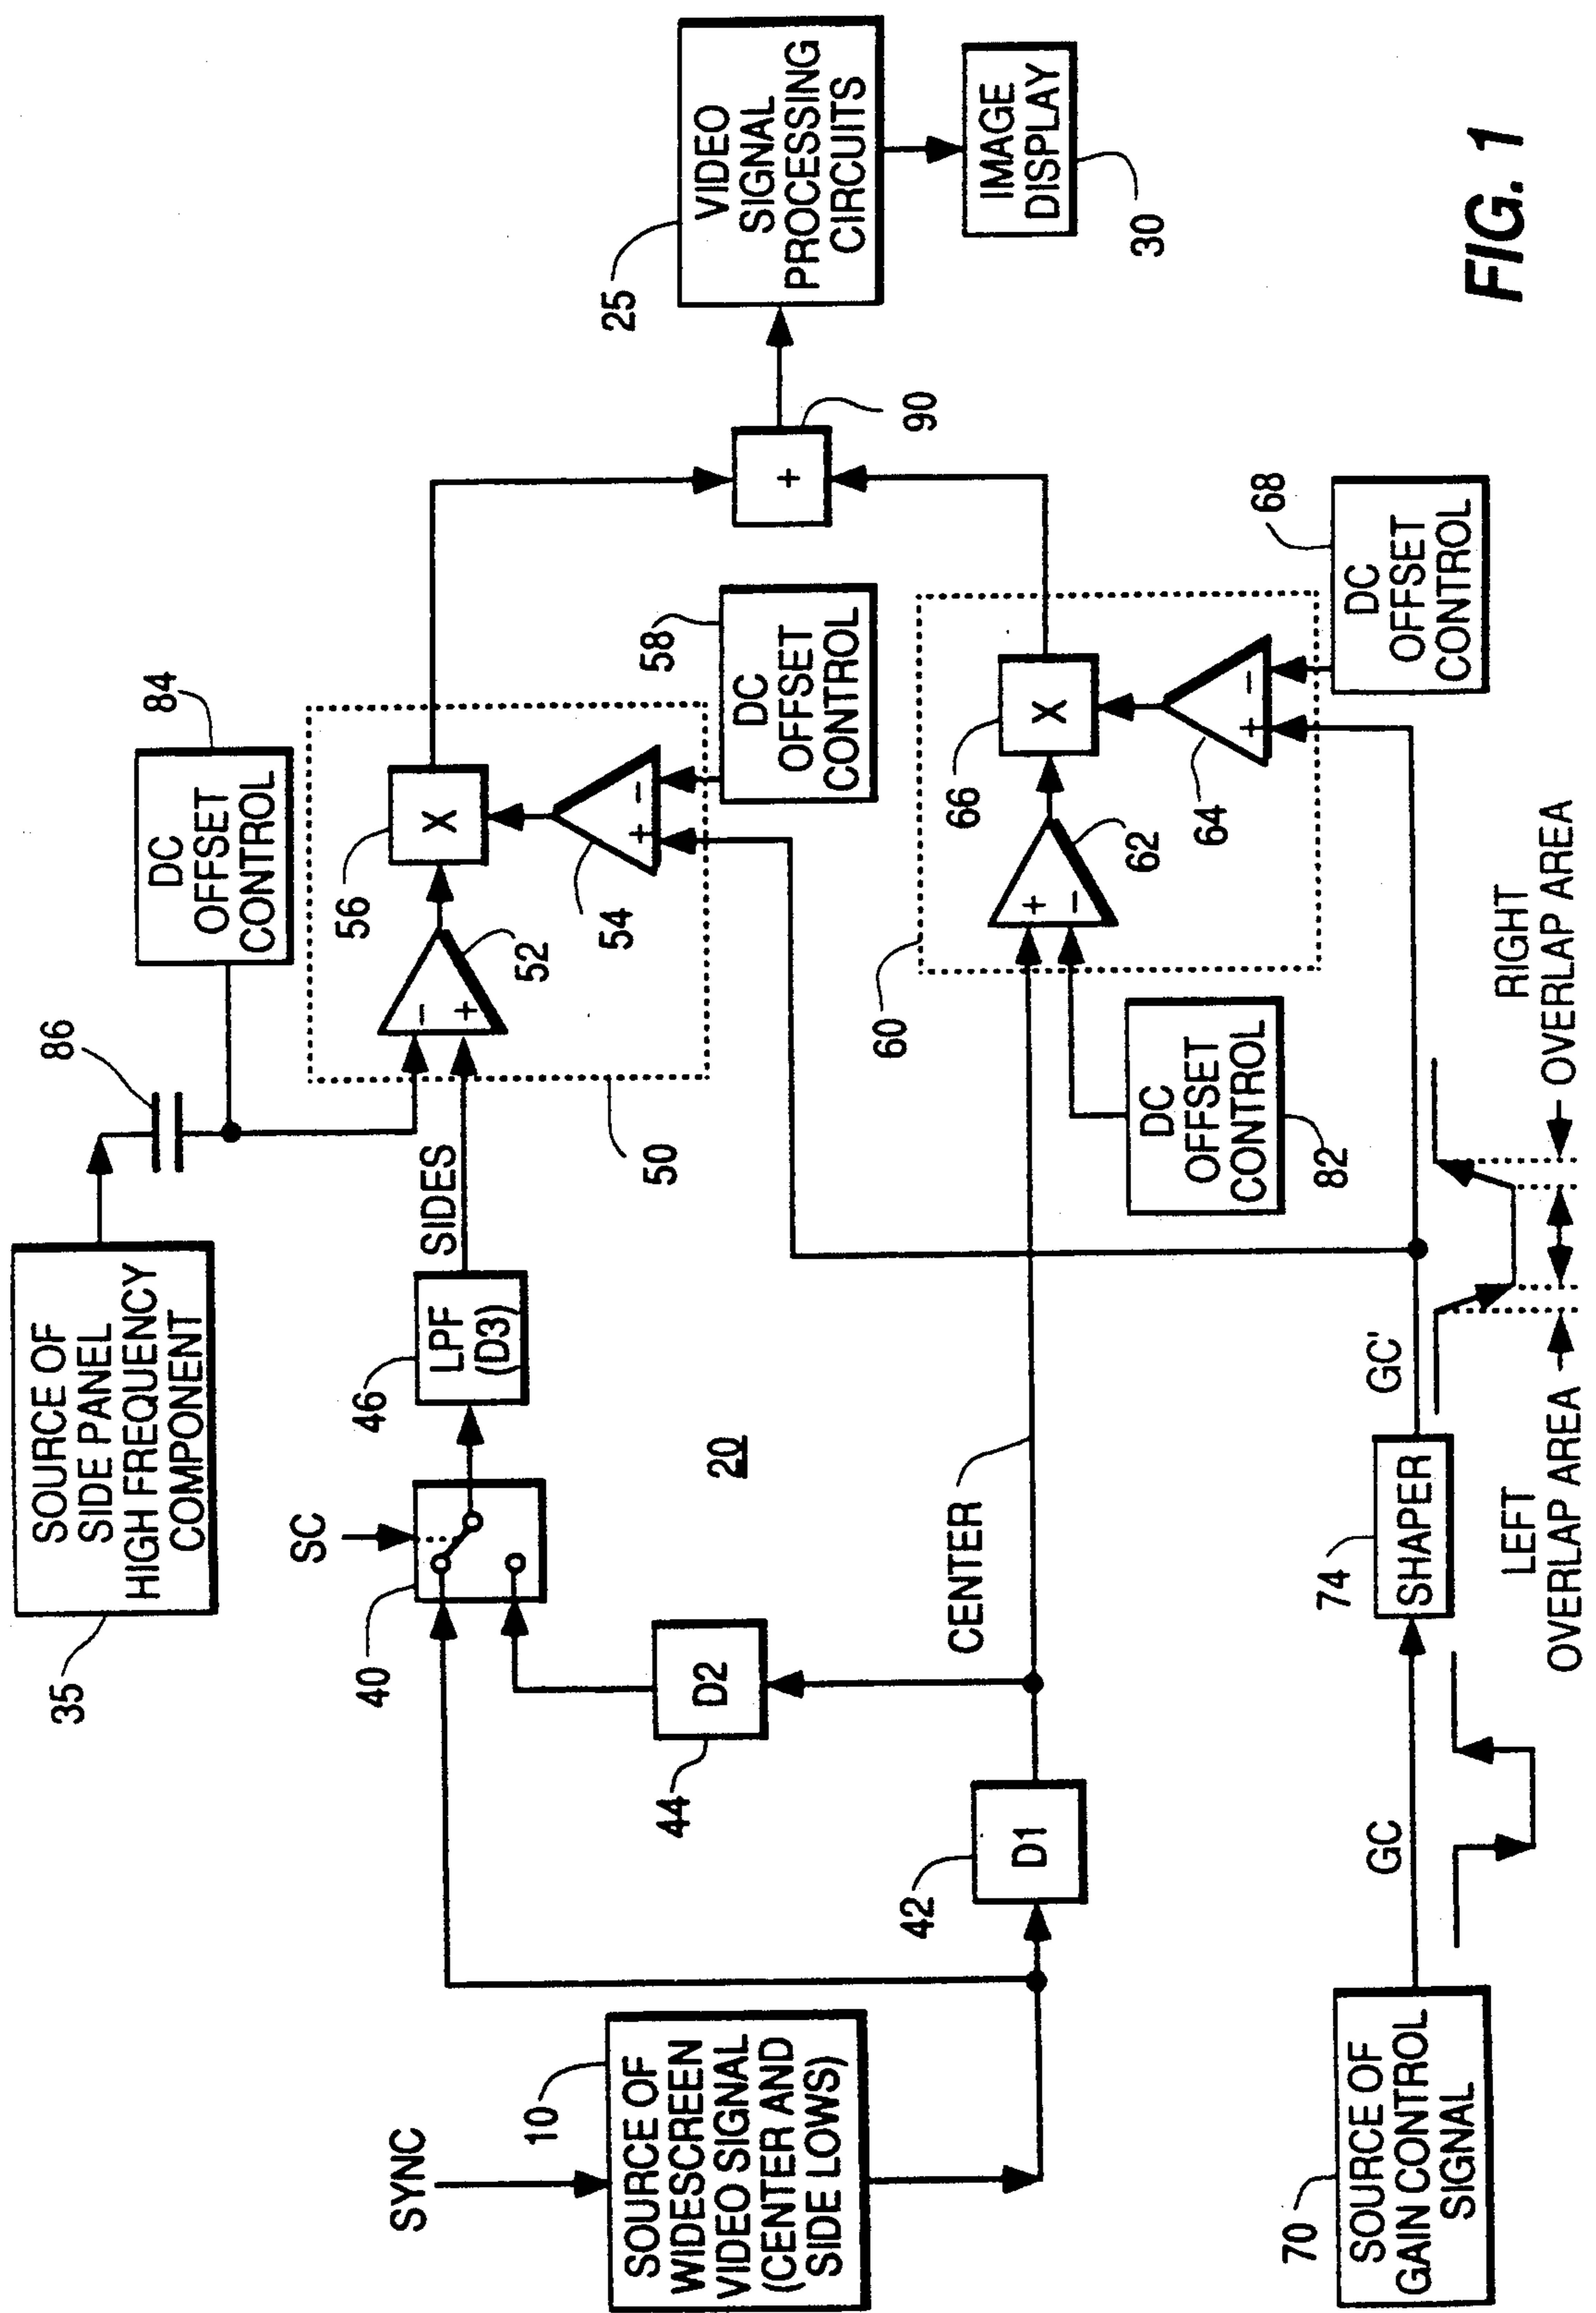 SOURCE OF
SIDE PANEL
HIGH FREQUENCY
COMPONENT
35
86
DC
OFFSET
CONTROL
84
SYNC
10
SOURCE OF
WIDESCREEN
VIDEO SIGNAL
(CENTER AND
SIDE LOWS)
SC
40
46
LPF
(D3)
SIDES
-
+
52
56
X
54
+
-
50
58
DC
OFFSET
CONTROL
D2
44
20
42
D1
CENTER
60
+
-
62
66
X
64
+
-
68
DC
OFFSET
CONTROL
DC
OFFSET
CONTROL
82
+
90
25
VIDEO
SIGNAL
PROCESSING
CIRCUITS
IMAGE
DISPLAY
30
70
SOURCE OF
GAIN CONTROL
SIGNAL
GC
74
SHAPER
GC'
LEFT
OVERLAP AREA
RIGHT
OVERLAP AREA
FIG. 1